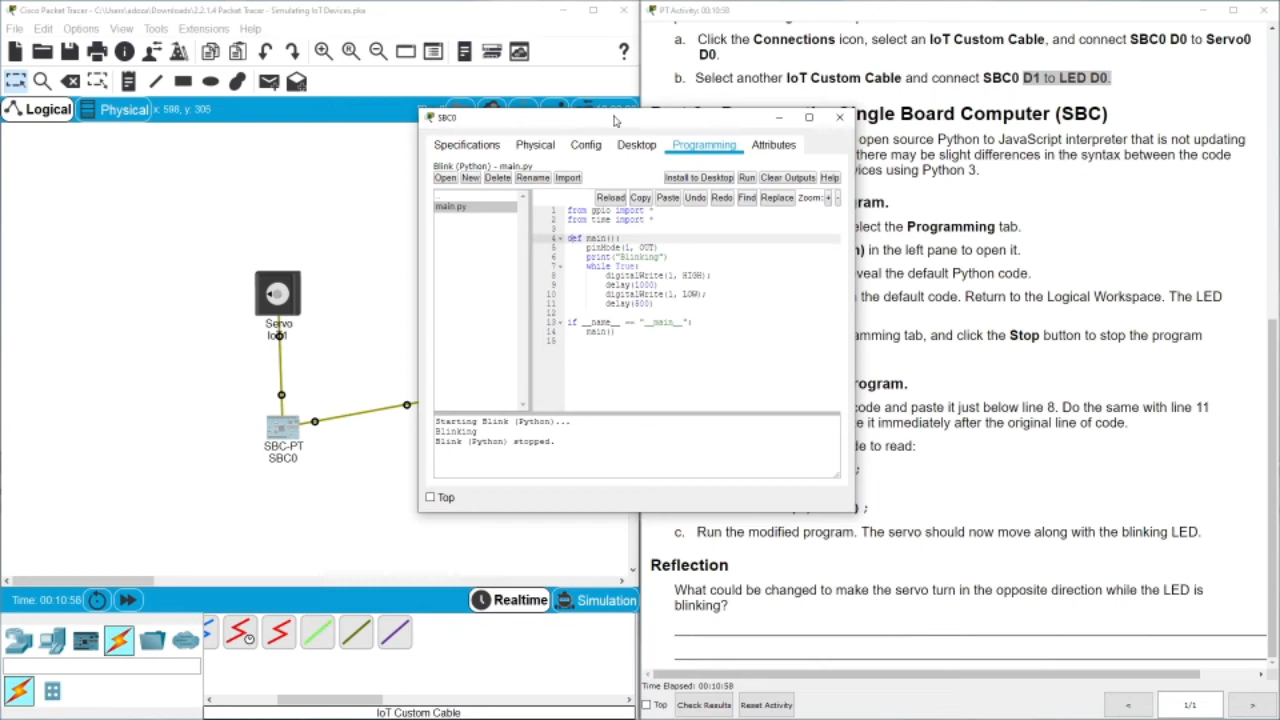 Cisco Packet Tracer - C:\Users\adoza\Downloads\2.2.1.4 Packet Tracer - Simulating IoT Devices.pka
File Edit Options View Tools Extensions Help
?
Logical Physical x: 598, y: 305
Servo
IoT1
SBC-PT
SBC0
Time: 00:10:58 Realtime Simulation
IoT Custom Cable
SBC0
Specifications Physical Config Desktop Programming Attributes
Blink (Python) - main.py
Open New Delete Rename Import Install to Desktop Run Clear Outputs Help
..
main.py
Reload Copy Paste Undo Redo Find Replace Zoom: + -
1 from gpio import *
2 from time import *
3
4 def main():
5 pinMode(1, OUT)
6 print("Blinking")
7 while True:
8 digitalWrite(1, HIGH);
9 delay(1000)
10 digitalWrite(1, LOW);
11 delay(500)
12
13 if __name__ == "__main__":
14 main()
15
Starting Blink (Python)...
Blinking
Blink (Python) stopped.
Top
PT Activity: 00:10:58
a. Click the Connections icon, select an IoT Custom Cable, and connect SBC0 D0 to Servo0
D0.
b. Select another IoT Custom Cable and connect SBC0 D1 to LED D0.
ngle Board Computer (SBC)
open source Python to JavaScript interpreter that is not updating
there may be slight differences in the syntax between the code
ices using Python 3.
ram.
elect the Programming tab.
n) in the left pane to open it.
veal the default Python code.
the default code. Return to the Logical Workspace. The LED
amming tab, and click the Stop button to stop the program
ogram.
code and paste it just below line 8. Do the same with line 11
e it immediately after the original line of code.
de to read:
;
) ;
c. Run the modified program. The servo should now move along with the blinking LED.
Reflection
What could be changed to make the servo turn in the opposite direction while the LED is
blinking?
Time Elapsed: 00:10:58
Top Check Results Reset Activity < 1/1 >